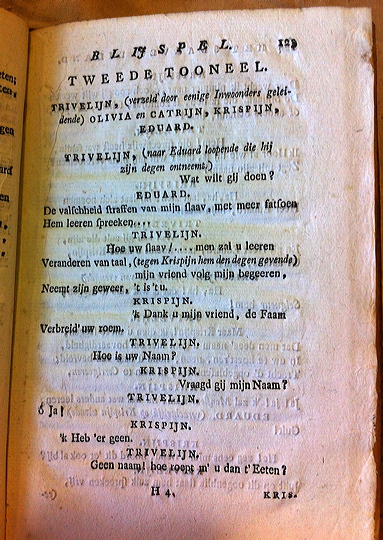 BLIJSPEL. 123
TWEEDE TOONEEL.
TRIVELIJN, (verzeld door eenige Inwoonders gelei-
dende) OLIVIA en CATRIJN, KRISPIJN,
EDUARD.
TRIVELIJN, (naar Eduard loopende die hij
zijn degen ontneemt.)
Wat wilt gij doen?
EDUARD.
De valschheid straffen van mijn slaav, met meer fatsoen
Hem leeren spreeken....
TRIVELIJN.
Hoe uw slaav!.... men zal u leeren
Veranderen van taal, (tegen Krispijn hem den degen gevende)
mijn vriend volg mijn begeeren,
Neemt zijn geweer, 't is 't u.
KRISPIJN.
'k Dank u mijn vriend, de Faam
Verbreid' uw roem.
TRIVELIJN.
Hoe is uw Naam?
KRISPIJN.
Vraagd gij mijn Naam?
TRIVELIJN.
ô Ja!
KRISPIJN.
'k Heb 'er geen.
TRIVELIJN.
Geen naam! hoe roept m' u dan t' Eeten?
H 4. KRIS-